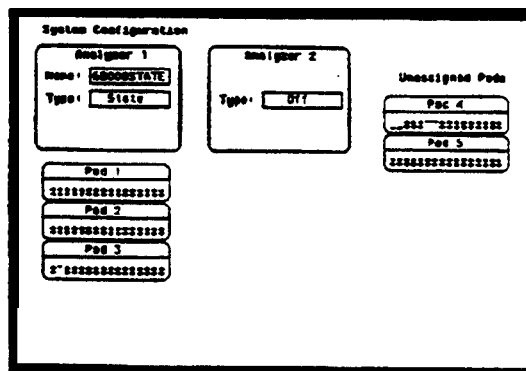 System Configuration
Analyzer 1
Name: 68000STATE
Type: State
Analyzer 2
Type: Off
Unassigned Pods
Pod 4
Pod 5
Pod 1
Pod 2
Pod 3